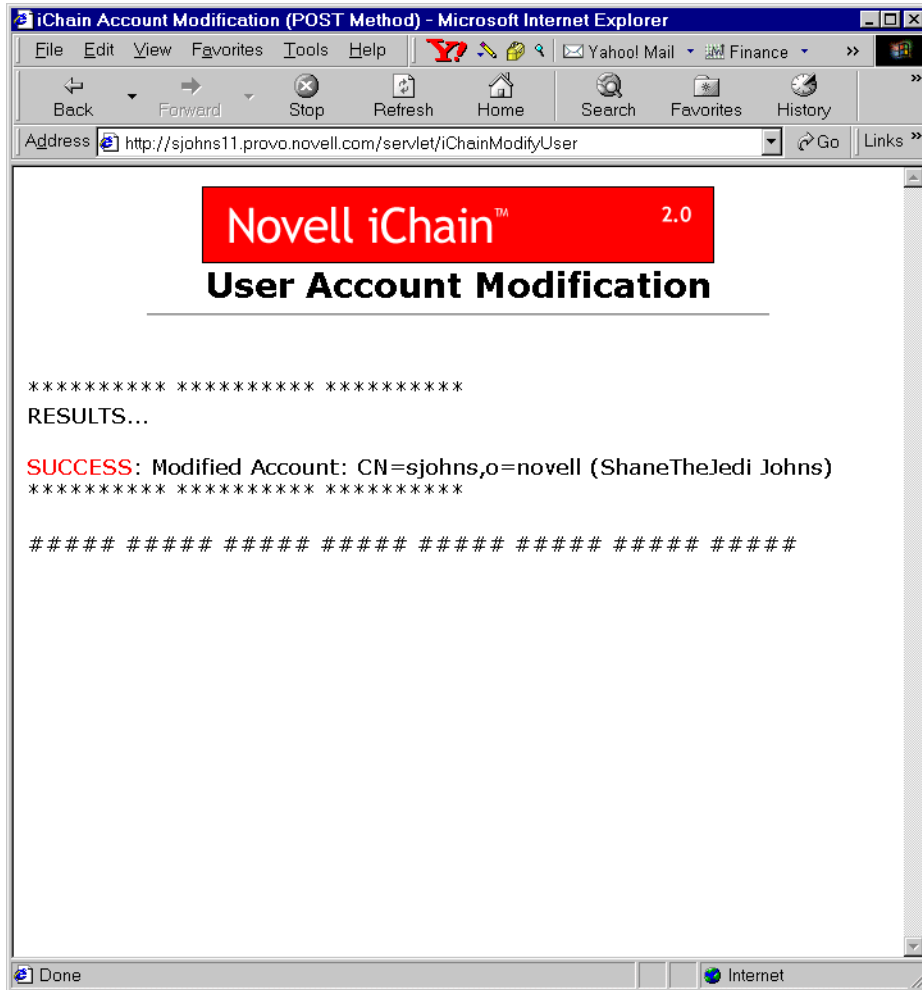 iChain Account Modification (POST Method) - Microsoft Internet Explorer
File Edit View Favorites Tools Help Y? Yahoo! Mail Finance »
Back Forward Stop Refresh Home Search Favorites History »
Address http://sjohns11.provo.novell.com/servlet/iChainModifyUser Go Links »
Novell iChain™ 2.0
User Account Modification
********** ********** **********
RESULTS...
SUCCESS: Modified Account: CN=sjohns,o=novell (ShaneTheJedi Johns)
********** ********** **********
##### ##### ##### ##### ##### ##### ##### #####
Done Internet